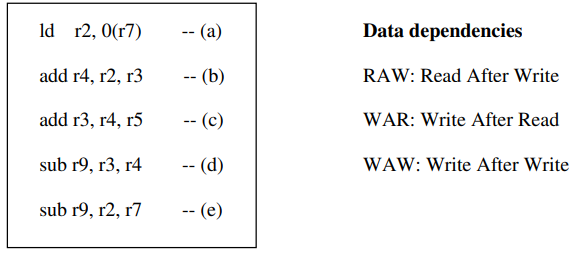 ld r2, 0(r7) -- (a)
add r4, r2, r3 -- (b)
add r3, r4, r5 -- (c)
sub r9, r3, r4 -- (d)
sub r9, r2, r7 -- (e)
Data dependencies
RAW: Read After Write
WAR: Write After Read
WAW: Write After Write